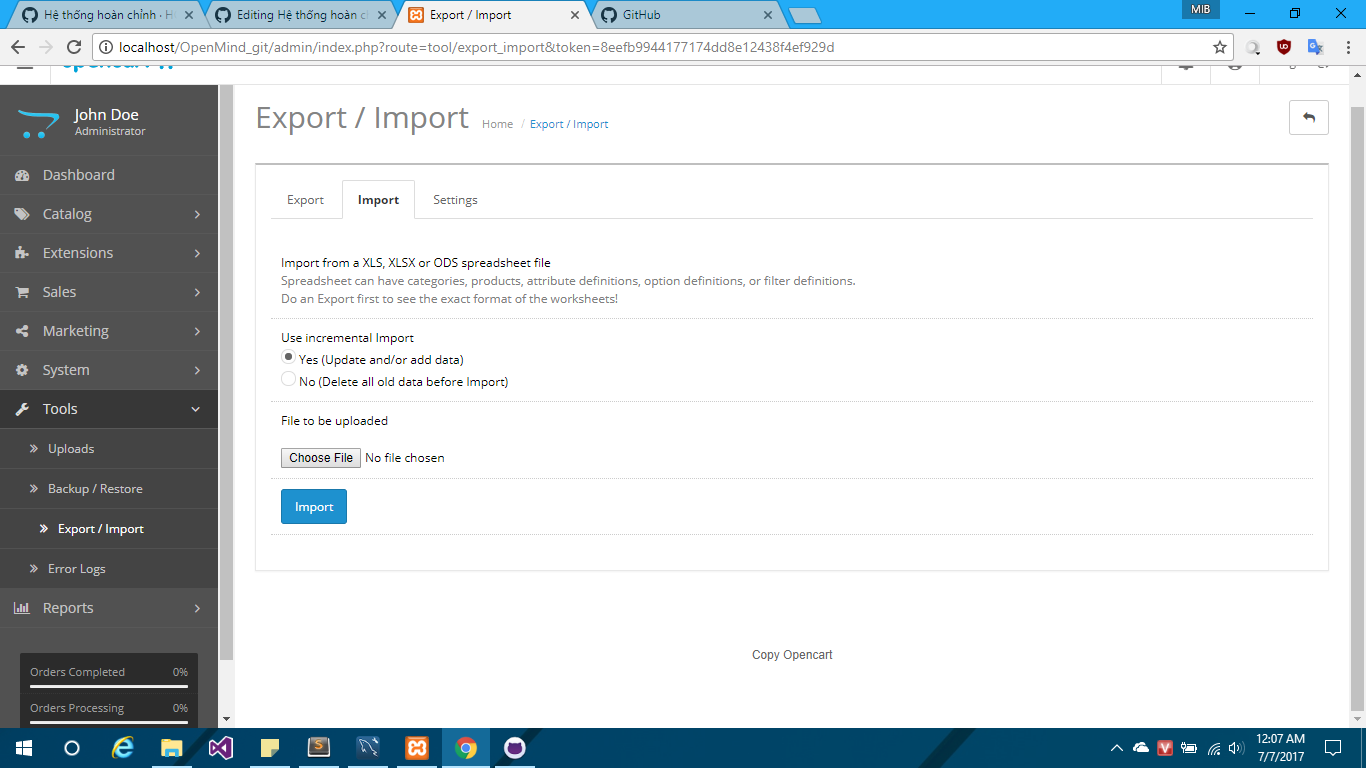 Hệ thống hoàn chỉnh · H
Editing Hệ thống hoàn c
Export / Import
GitHub
MIB
localhost/OpenMind_git/admin/index.php?route=tool/export_import&token=8eefb9944177174dd8e12438f4ef929d
John Doe
Administrator
Dashboard
Catalog
Extensions
Sales
Marketing
System
Tools
Uploads
Backup / Restore
Export / Import
Error Logs
Reports
Orders Completed 0%
Orders Processing 0%
Export / Import Home / Export / Import
Export Import Settings
Import from a XLS, XLSX or ODS spreadsheet file
Spreadsheet can have categories, products, attribute definitions, option definitions, or filter definitions.
Do an Export first to see the exact format of the worksheets!
Use incremental Import
Yes (Update and/or add data)
No (Delete all old data before Import)
File to be uploaded
Choose File No file chosen
Import
Copy Opencart
12:07 AM
7/7/2017